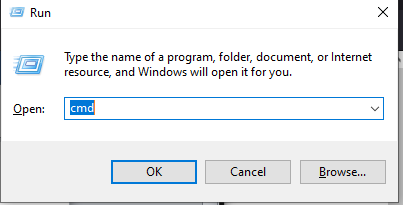 Run
Type the name of a program, folder, document, or Internet
resource, and Windows will open it for you.
Open: cmd
OK Cancel Browse...